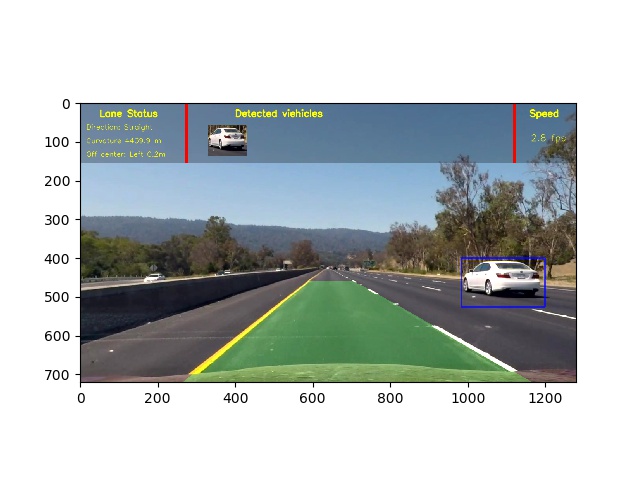 Lane Status
Detected viehicles
Speed
Direction: Straight
Curvature: 4409.9 m
Off center: Left 0.2m
2.6 fps
0
100
200
300
400
500
600
700
0
200
400
600
800
1000
1200